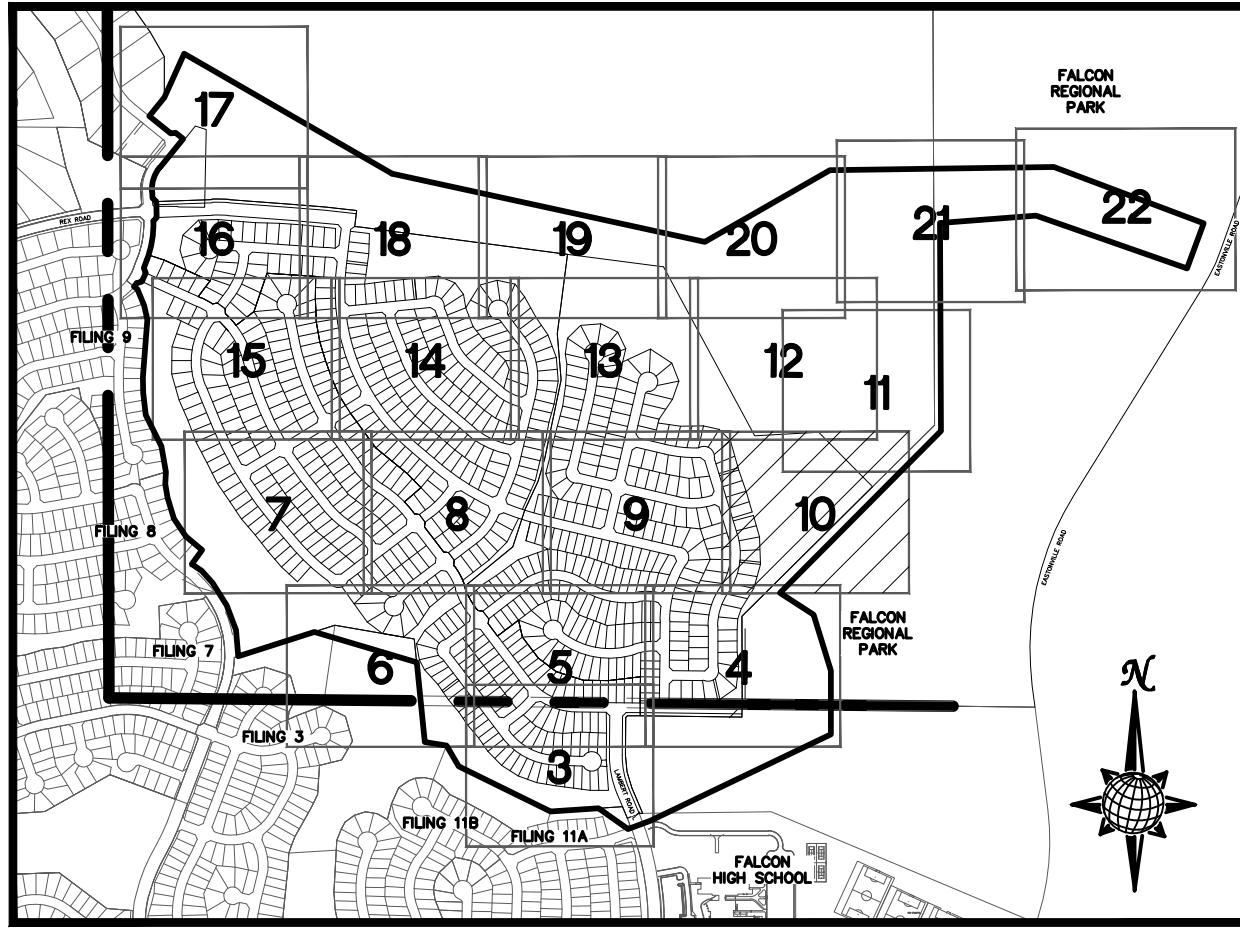 FALCON
REGIONAL
PARK
17
22
REX ROAD
16
18
19
20
21
EASTONVILLE ROAD
FILING 9
15
14
13
12
11
7
8
9
10
FILING 8
EASTONVILLE ROAD
FALCON
REGIONAL
PARK
FILING 7
6
5
4
N
FILING 3
3
LAMBERT ROAD
FILING 11B
FILING 11A
FALCON
HIGH SCHOOL